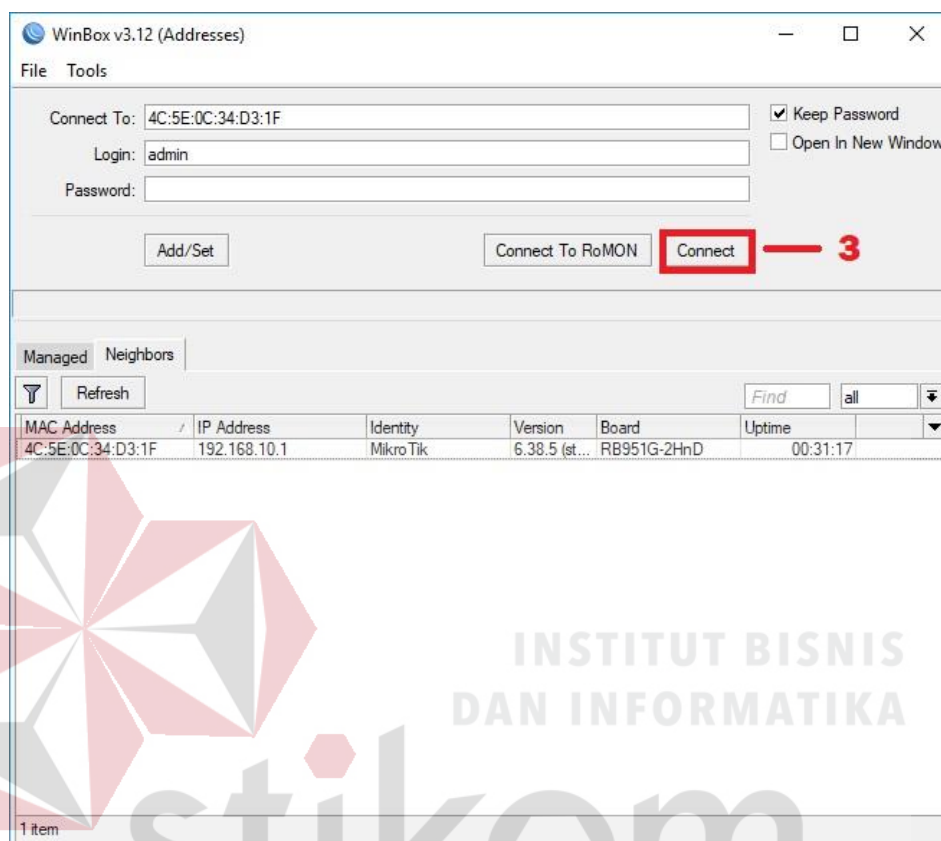 WinBox v3.12 (Addresses)
File Tools
Connect To: 4C:5E:0C:34:D3:1F
Keep Password
Open In New Window
Login: admin
Password:
Add/Set Connect To RoMON Connect 3
Managed Neighbors
Refresh Find all
MAC Address IP Address Identity Version Board Uptime
4C:5E:0C:34:D3:1F 192.168.10.1 MikroTik 6.38.5 (st... RB951G-2HnD 00:31:17
INSTITUT BISNIS
DAN INFORMATIKA
stikom
1 item